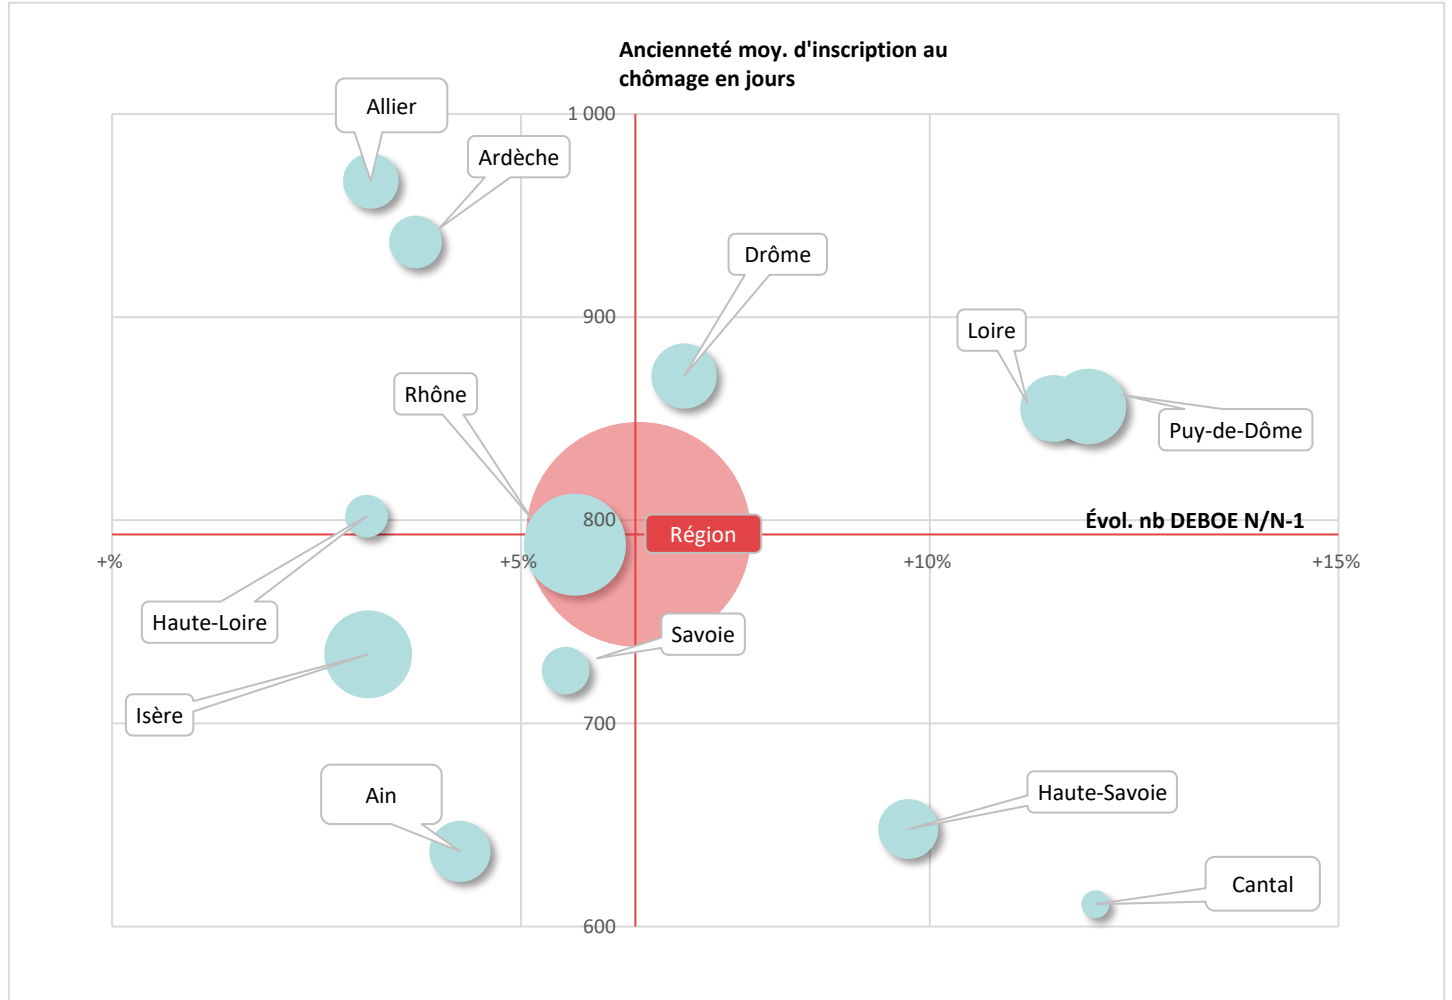 Ancienneté moy. d'inscription au
chômage en jours
Allier
1 000
Ardèche
Drôme
900
Loire
Rhône
Puy-de-Dôme
800
Évol. nb DEBOE N/N-1
Région
+%
+5%
+10%
+15%
Haute-Loire
Savoie
Isère
700
Ain
Haute-Savoie
Cantal
600